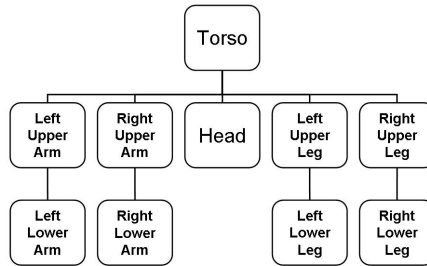 Torso
Left
Upper
Arm
Right
Upper
Arm
Head
Left
Upper
Leg
Right
Upper
Leg
Left
Lower
Arm
Right
Lower
Arm
Left
Lower
Leg
Right
Lower
Leg